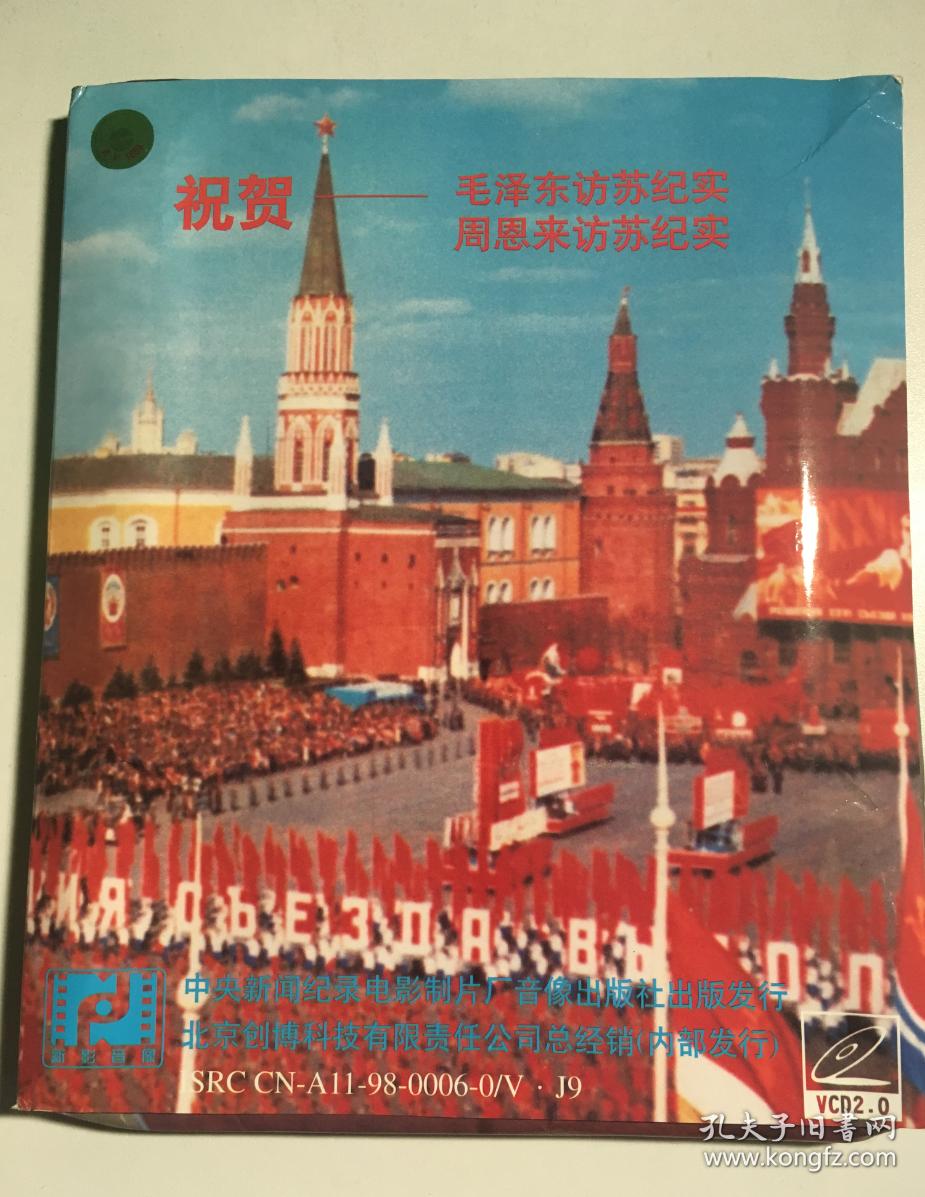 祝贺——毛泽东访苏纪实
周恩来访苏纪实
ИЯ СЪЕЗДА ВЫПОЛ
中央新闻纪录电影制片厂音像出版社出版发行
新影音像
北京创博科技有限责任公司总经销(内部发行)
ISRC CN-A11-98-0006-0/V·J9
VCD2.0
孔夫子旧书网
www.kongfz.com